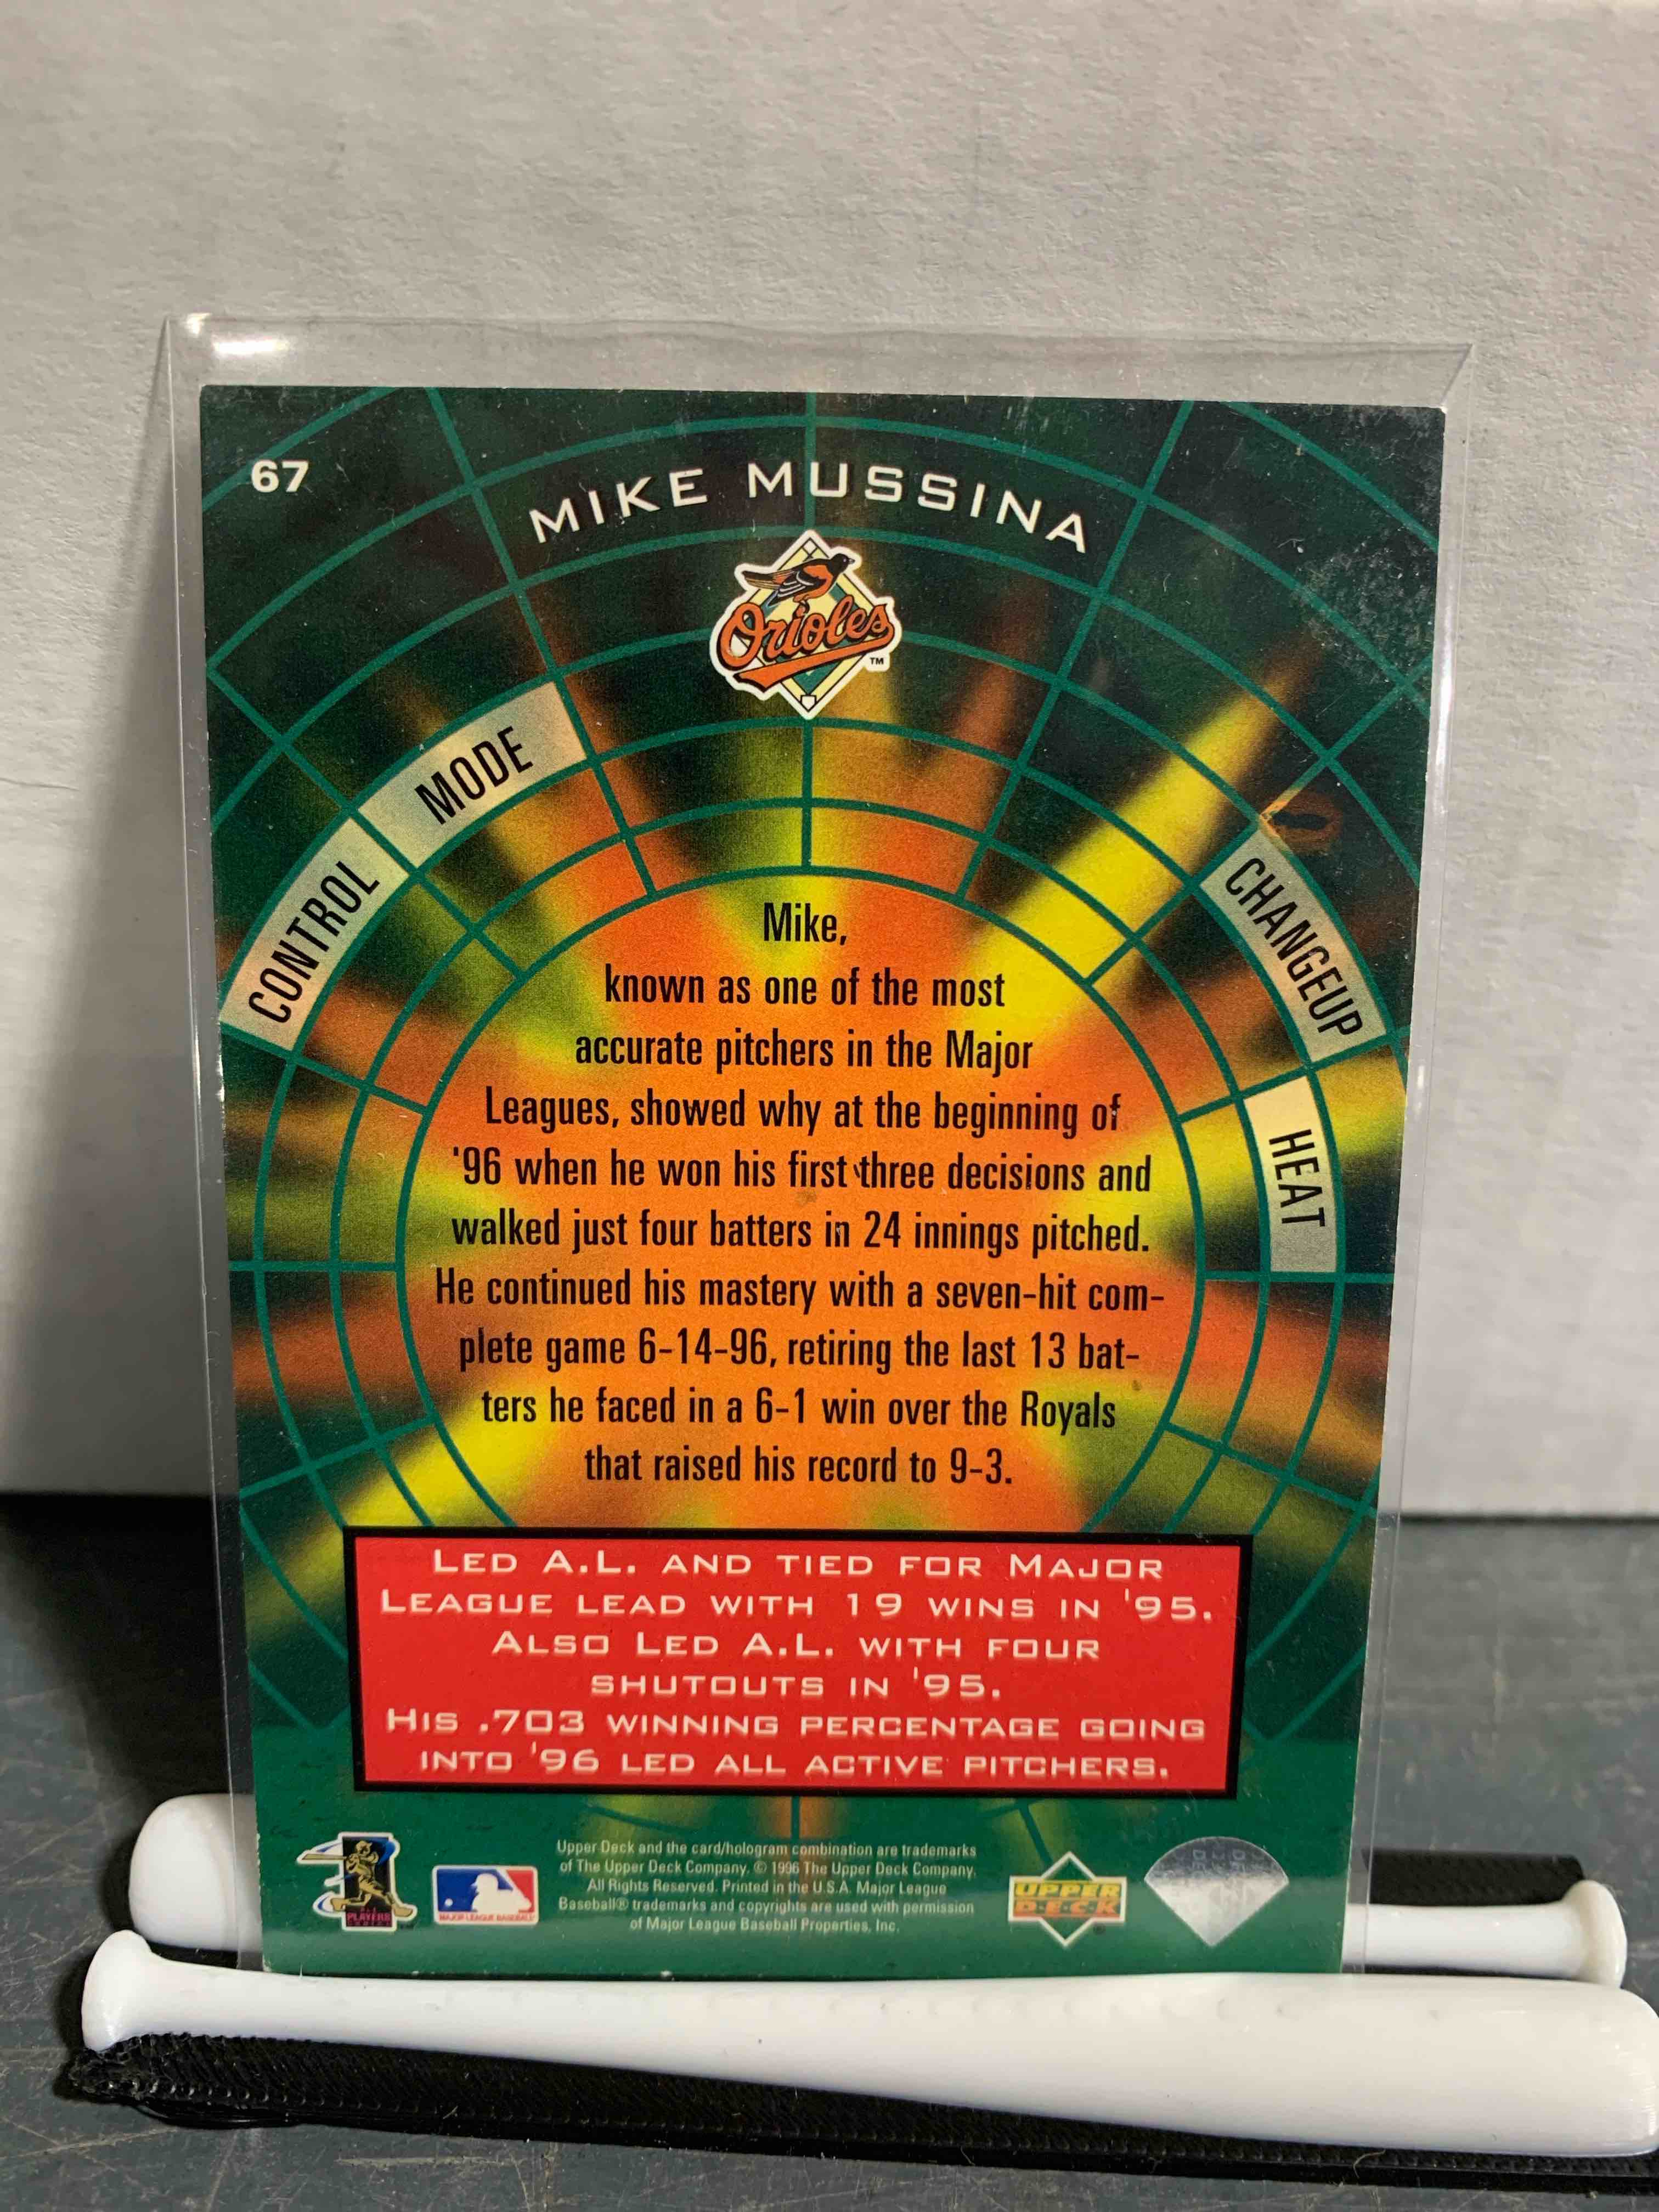 67
MIKE MUSSINA
Orioles
TM
CONTROL
MODE
CHANGEUP
HEAT
Mike,
known as one of the most
accurate pitchers in the Major
Leagues, showed why at the beginning of
'96 when he won his first three decisions and
walked just four batters in 24 innings pitched.
He continued his mastery with a seven-hit com-
plete game 6-14-96, retiring the last 13 bat-
ters he faced in a 6-1 win over the Royals
that raised his record to 9-3.
LED A.L. AND TIED FOR MAJOR
LEAGUE LEAD WITH 19 WINS IN '95.
ALSO LED A.L. WITH FOUR
SHUTOUTS IN '95.
HIS .703 WINNING PERCENTAGE GOING
INTO '96 LED ALL ACTIVE PITCHERS.
Upper Deck and the card/hologram combination are trademarks
of The Upper Deck Company. © 1996 The Upper Deck Company.
All Rights Reserved. Printed in the U.S.A. Major League
Baseball® trademarks and copyrights are used with permission
of Major League Baseball Properties, Inc.
PLAYERS
MAJOR LEAGUE BASEBALL
UPPER
D·E·C·K